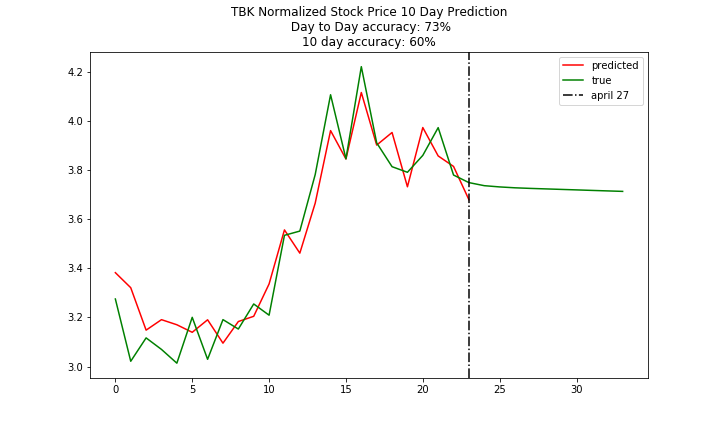 TBK Normalized Stock Price 10 Day Prediction
Day to Day accuracy: 73%
10 day accuracy: 60%
predicted
true
april 27
4.2
4.0
3.8
3.6
3.4
3.2
3.0
0 5 10 15 20 25 30